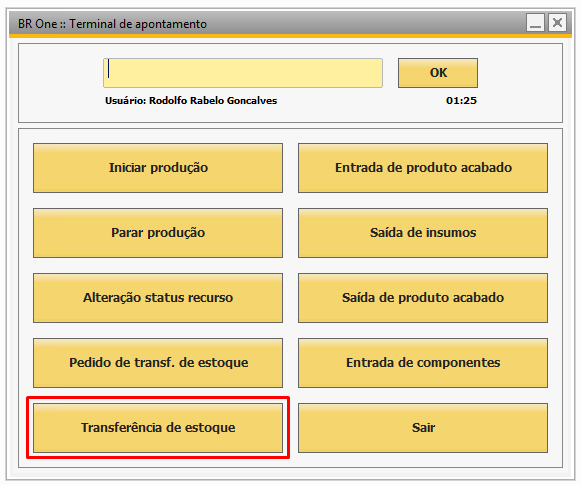 BR One :: Terminal de apontamento
OK
Usuário: Rodolfo Rabelo Goncalves 01:25
Iniciar produção Entrada de produto acabado
Parar produção Saída de insumos
Alteração status recurso Saída de produto acabado
Pedido de transf. de estoque Entrada de componentes
Transferência de estoque Sair